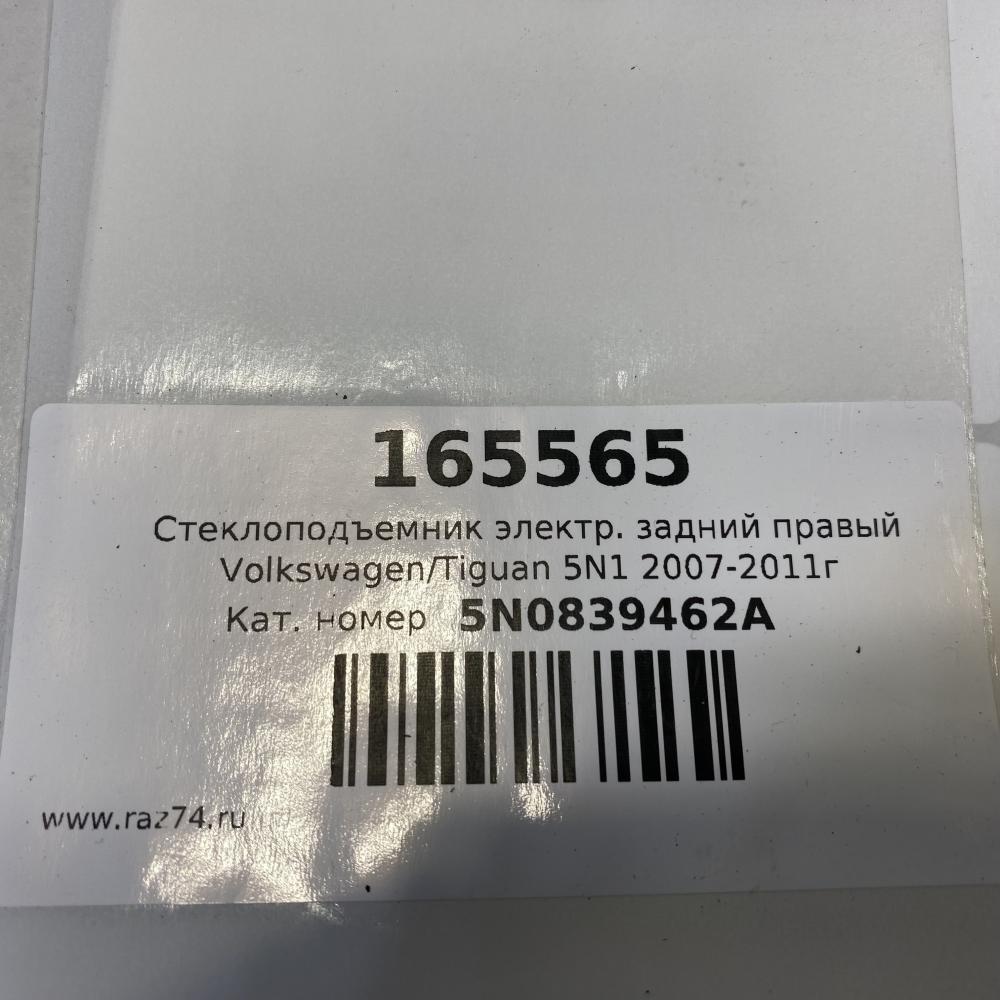 165565
Стеклоподъемник электр. задний правый
Volkswagen/Tiguan 5N1 2007-2011г
Кат. номер 5N0839462A
www.raz74.ru